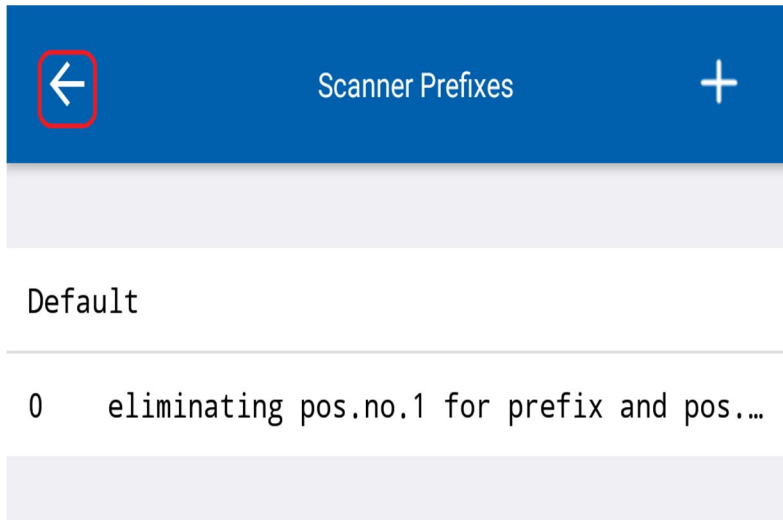 Scanner Prefixes
Default
0 eliminating pos.no.1 for prefix and pos.…